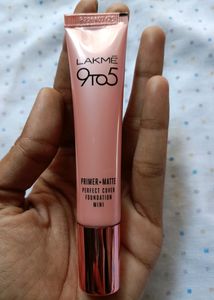 LAKMĒ
9TO5
PRIMER + MATTE
PERFECT COVER
FOUNDATION
MINI